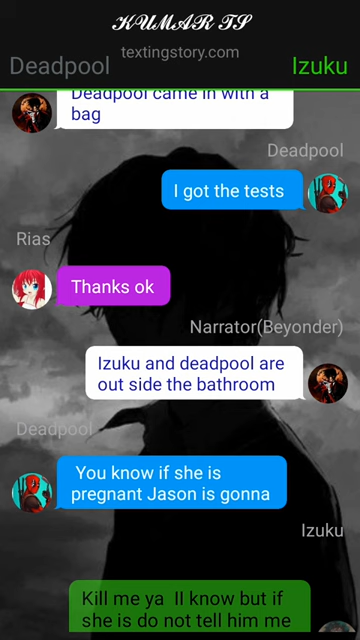 KUMAR TS
textingstory.com
Deadpool
Izuku
Deadpool came in with a
bag
Deadpool
I got the tests
Rias
Thanks ok
Narrator(Beyonder)
Izuku and deadpool are
out side the bathroom
Deadpool
You know if she is
pregnant Jason is gonna
Izuku
Kill me ya II know but if
she is do not tell him me